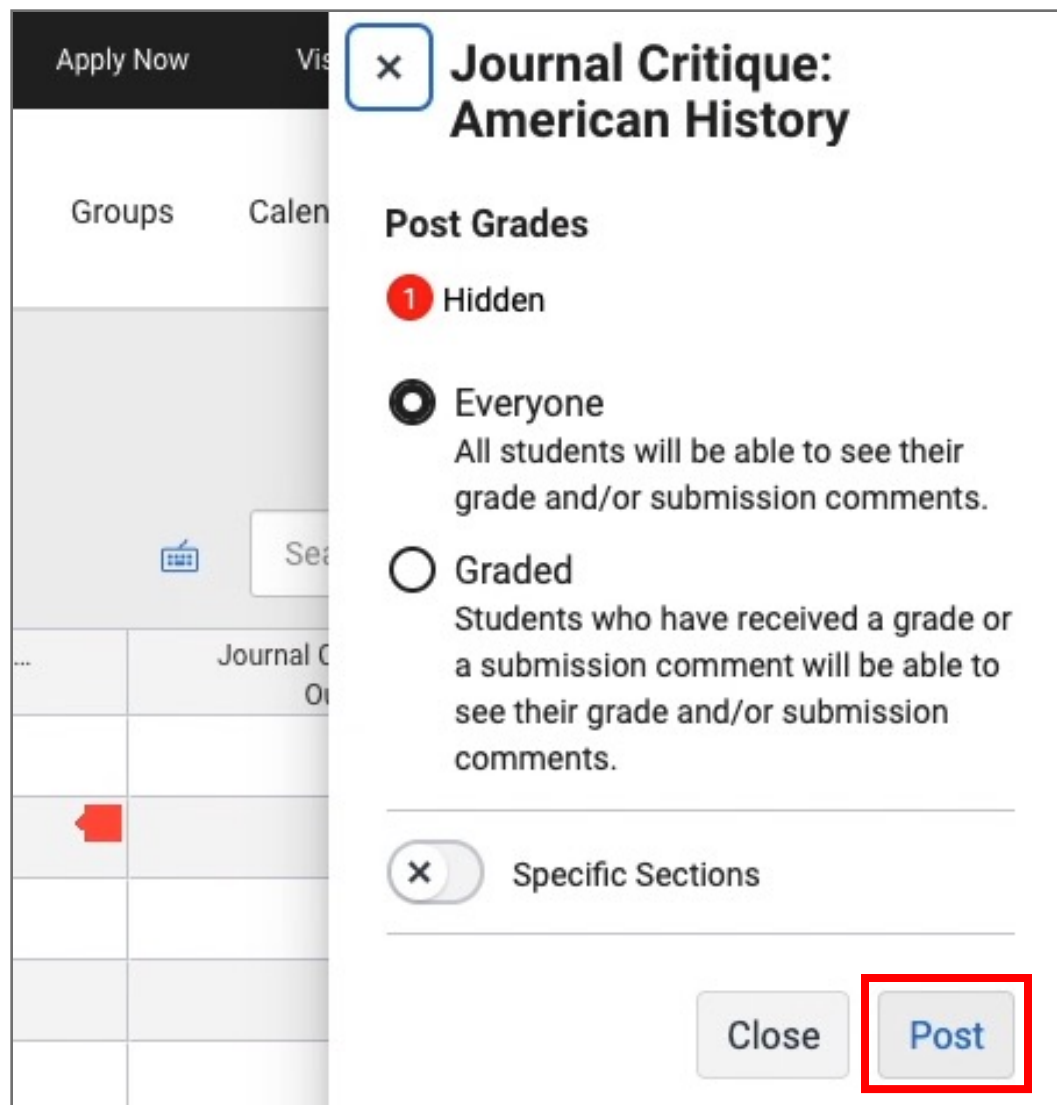 Apply Now
Journal Critique:
American History
Groups
Post Grades
1 Hidden
Everyone
All students will be able to see their
grade and/or submission comments.
Graded
Students who have received a grade or
a submission comment will be able to
see their grade and/or submission
comments.
...
Journal
Specific Sections
Close
Post